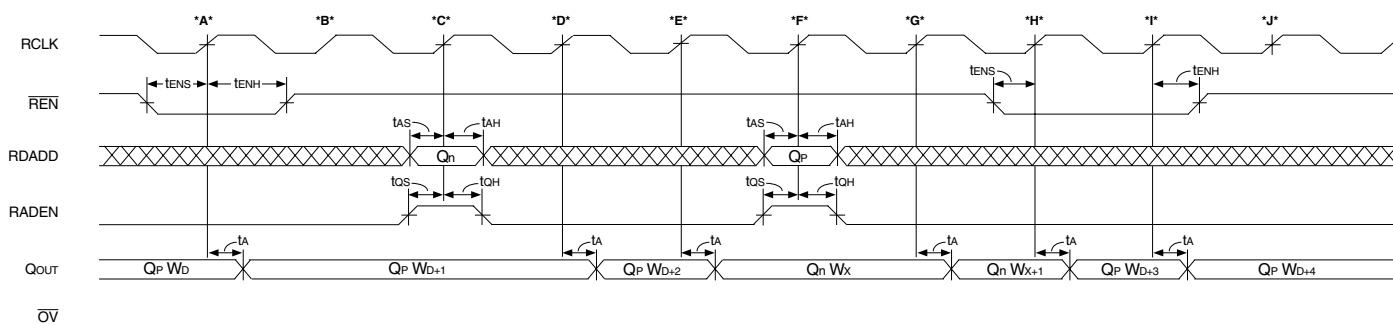 *A* *B* *C* *D* *E* *F* *G* *H* *I* *J*
RCLK
tENS tENH tENS tENH
REN
tAS tAH tAS tAH
RDADD Qn QP
tQS tQH tQS tQH
RADEN
tA tA tA tA tA tA
QOUT QP WD QP WD+1 QP WD+2 Qn WX Qn WX+1 QP WD+3 QP WD+4
OV